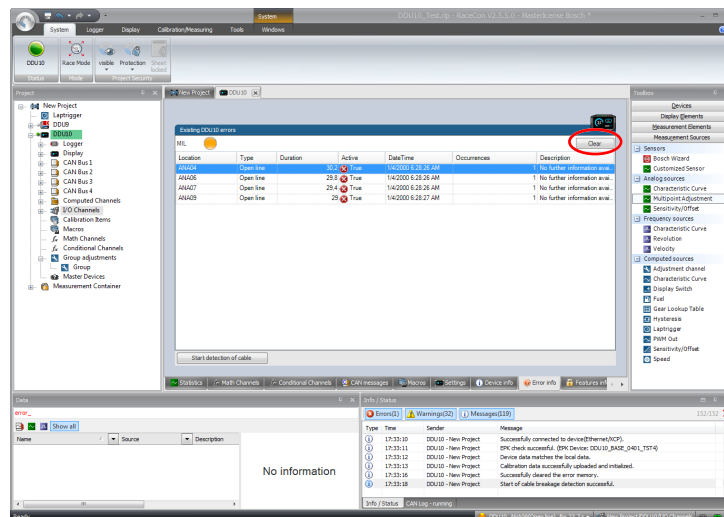 System
DDU10_Test.rlp - RaceCon V2.5.5.0 - Masterlicense Bosch *
System Logger Display Calibration/Measuring Tools Windows
DDU10 Race Mode visible Protection Sheet locked
Status Mode Project Security
Project
New Project DDU10
Toolbox
New Project
Laptrigger
DDU9
DDU10
Logger
Display
CAN Bus 1
CAN Bus 2
CAN Bus 3
CAN Bus 4
Computed Channels
I/O Channels
Calibration Items
Macros
Math Channels
Conditional Channels
Group adjustments
Group
Master Devices
Measurement Container
Existing DDU10 errors
MIL Clear
Location Type Duration Active DateTime Occurrences Description
ANA04 Open line 30,2 True 1/4/2000 6:28:26 AM 1 No further information avai...
ANA06 Open line 29,8 True 1/4/2000 6:28:26 AM 1 No further information avai...
ANA07 Open line 29,4 True 1/4/2000 6:28:26 AM 1 No further information avai...
ANA09 Open line 29 True 1/4/2000 6:28:27 AM 1 No further information avai...
Start detection of cable
Statistics Math Channels Conditional Channels CAN messages Macros Settings Device info Error info Features info
Devices
Display Elements
Measurement Elements
Measurement Sources
Sensors
Bosch Wizard
Customized Sensor
Analog sources
Characteristic Curve
Multipoint Adjustment
Sensitivity/Offset
Frequency sources
Characteristic Curve
Revolution
Velocity
Computed sources
Adjustment channel
Characteristic Curve
Display Switch
Fuel
Gear Lookup Table
Hysteresis
Laptrigger
PWM Out
Sensitivity/Offset
Speed
Data
error_
Show all
Name Source Description
No information
Info / Status
Errors(1) Warnings(32) Messages(119) 152/152
Type Time Sender Message
17:33:10 DDU10 - New Project Successfully connected to device(Ethernet/XCP).
17:33:11 DDU10 - New Project EPK check successful. (EPK Device: DDU10_BASE_0401_TST4)
17:33:12 DDU10 - New Project Device data matches the local data.
17:33:13 DDU10 - New Project Calibration data successfully uploaded and initialized.
17:33:16 DDU10 - New Project Successfully cleared the error memory.
17:33:18 DDU10 - New Project Start of cable breakage detection successful.
Info / Status CAN Log - running
Ready